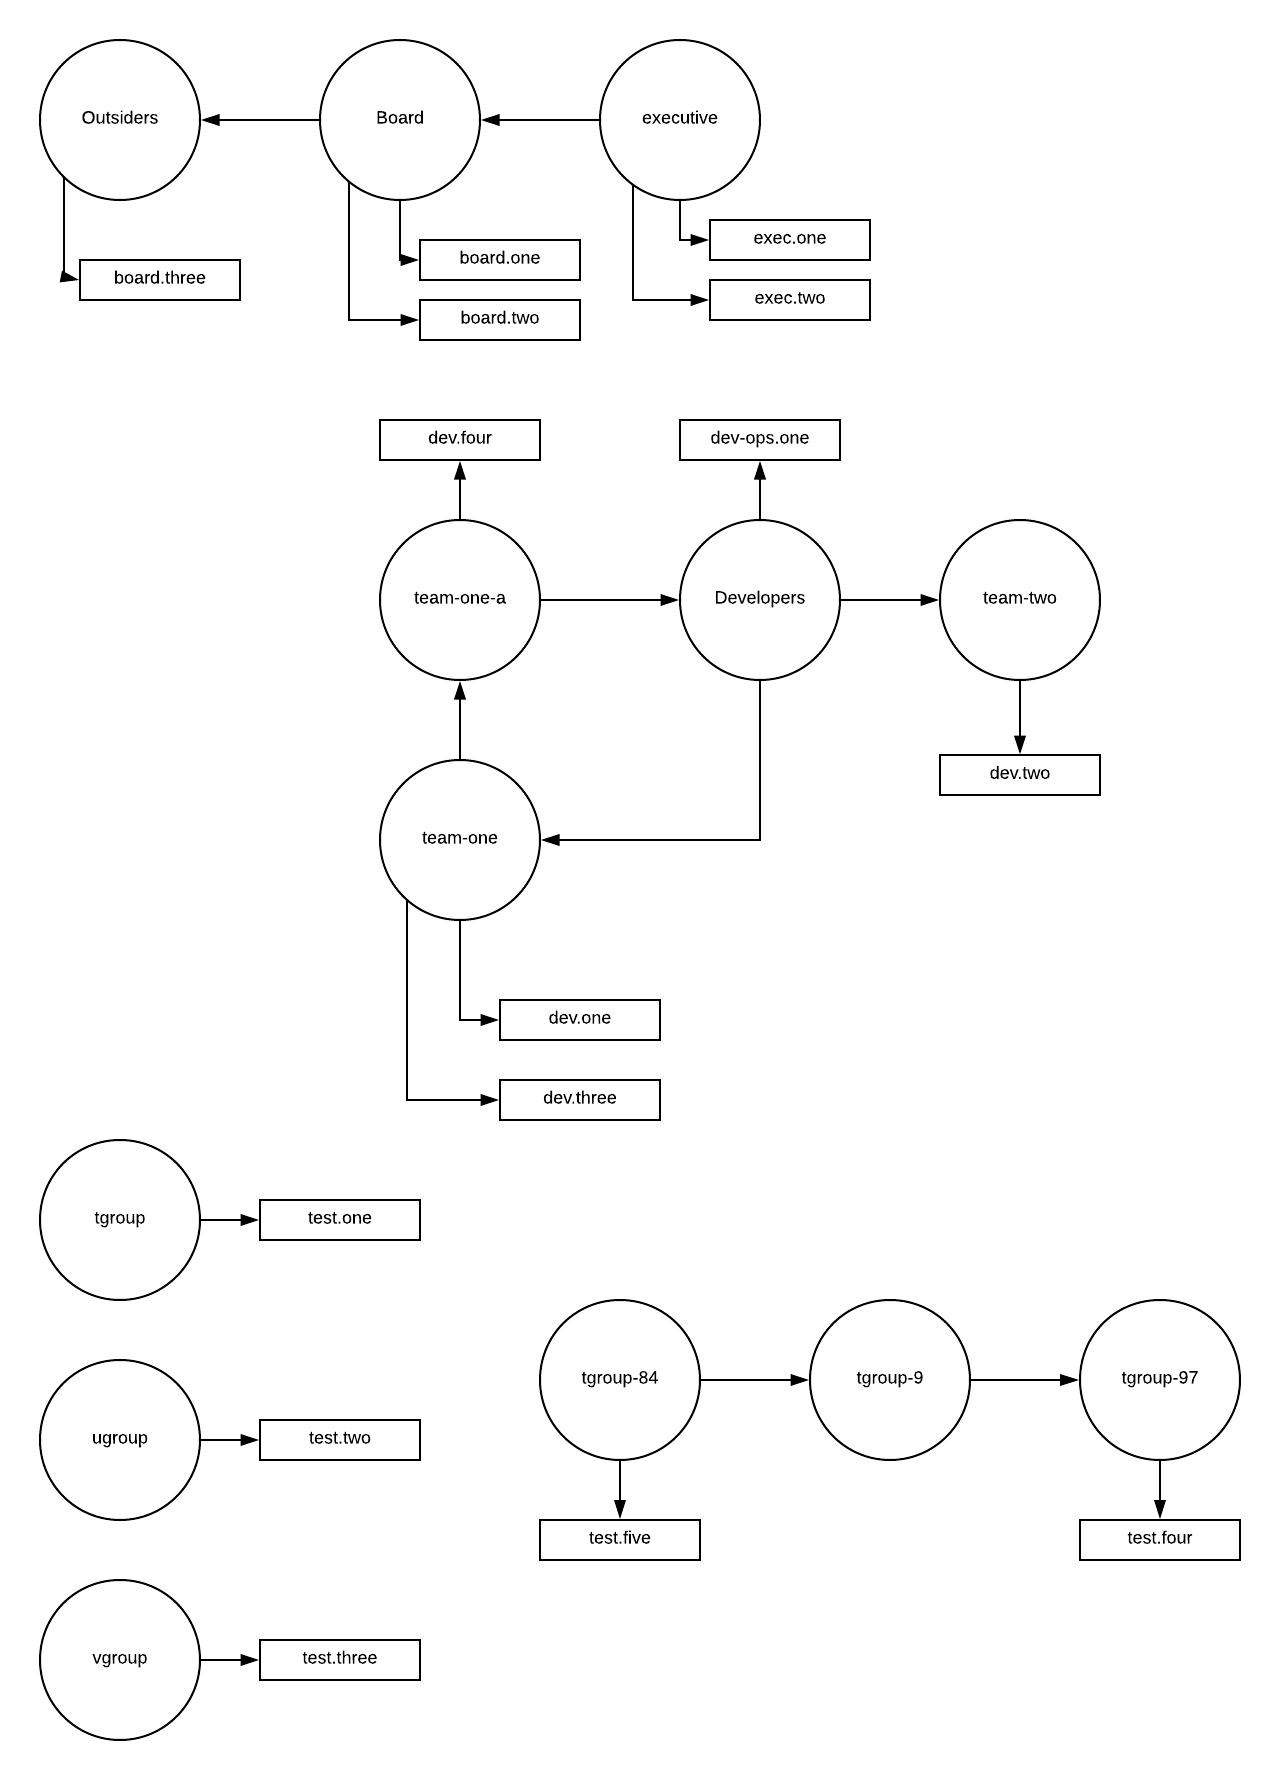 Outsiders
Board
executive
exec.one
board.one
board.three
exec.two
board.two
dev.four
dev-ops.one
team-one-a
Developers
team-two
dev.two
team-one
dev.one
dev.three
tgroup
test.one
tgroup-84
tgroup-9
tgroup-97
ugroup
test.two
test.five
test.four
vgroup
test.three